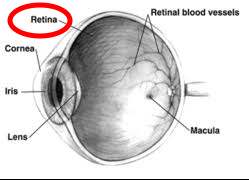 Retina
Retinal blood vessels
Cornea
Iris
Lens
Macula